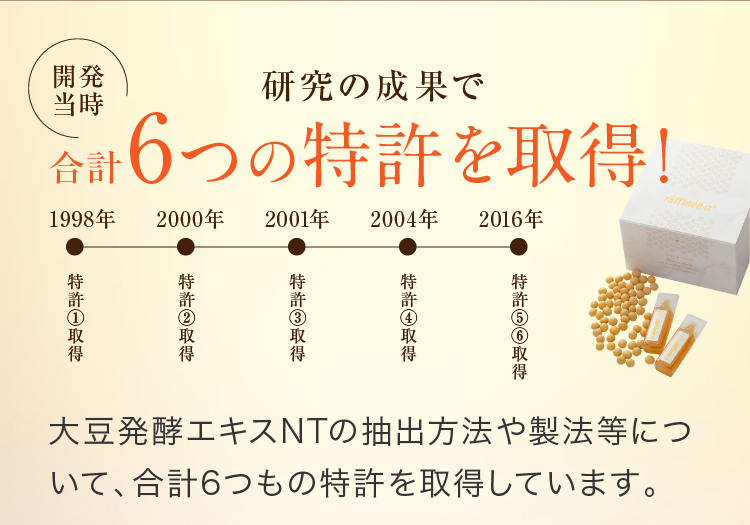 開発
当時
研究の成果で
合計6つの特許を取得!
1998年 2000年 2001年 2004年 2016年
特許①取得 特許②取得 特許③取得 特許④取得 特許⑤⑥取得
大豆発酵エキスNTの抽出方法や製法等につ
いて、合計6つもの特許を取得しています。